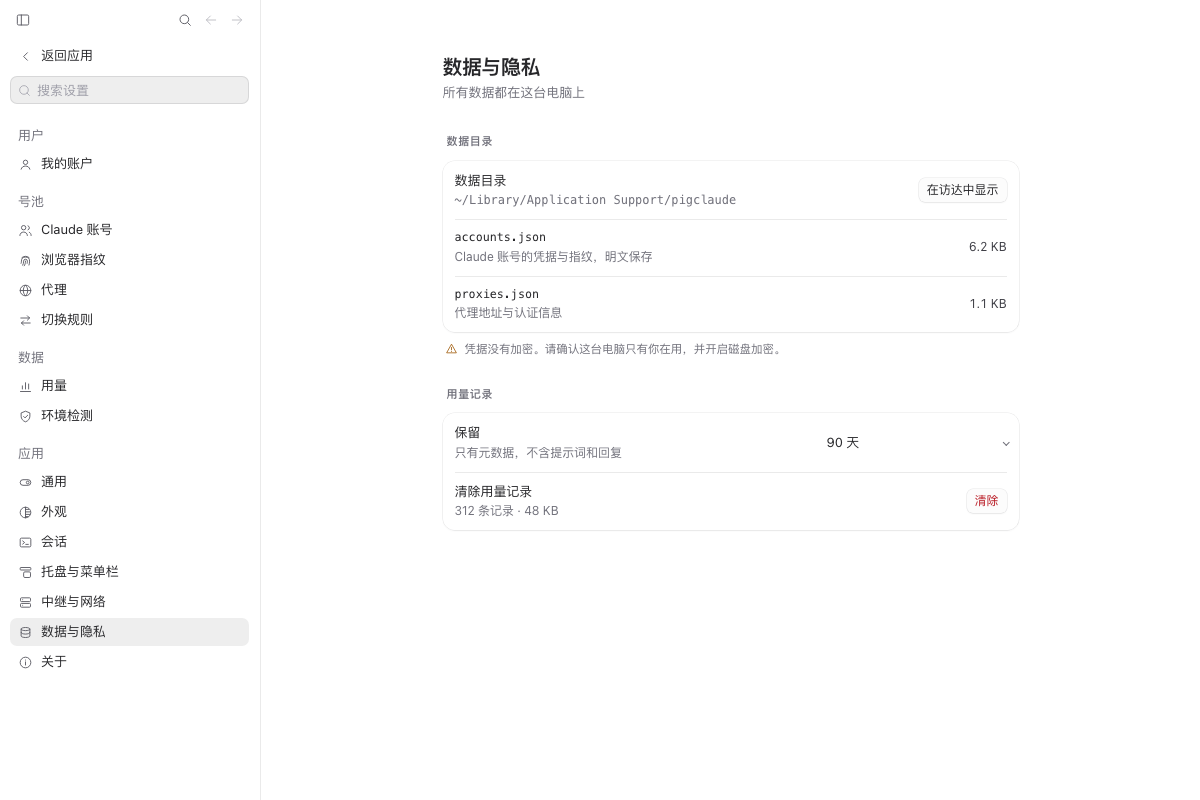 返回应用
搜索设置
用户
我的账户
号池
Claude 账号
浏览器指纹
代理
切换规则
数据
用量
环境检测
应用
通用
外观
会话
托盘与菜单栏
中继与网络
数据与隐私
关于
数据与隐私
所有数据都在这台电脑上
数据目录
数据目录
~/Library/Application Support/pigclaude
在访达中显示
accounts.json
Claude 账号的凭据与指纹，明文保存
6.2 KB
proxies.json
代理地址与认证信息
1.1 KB
凭据没有加密。请确认这台电脑只有你在用，并开启磁盘加密。
用量记录
保留
只有元数据，不含提示词和回复
90 天
清除用量记录
312 条记录 · 48 KB
清除